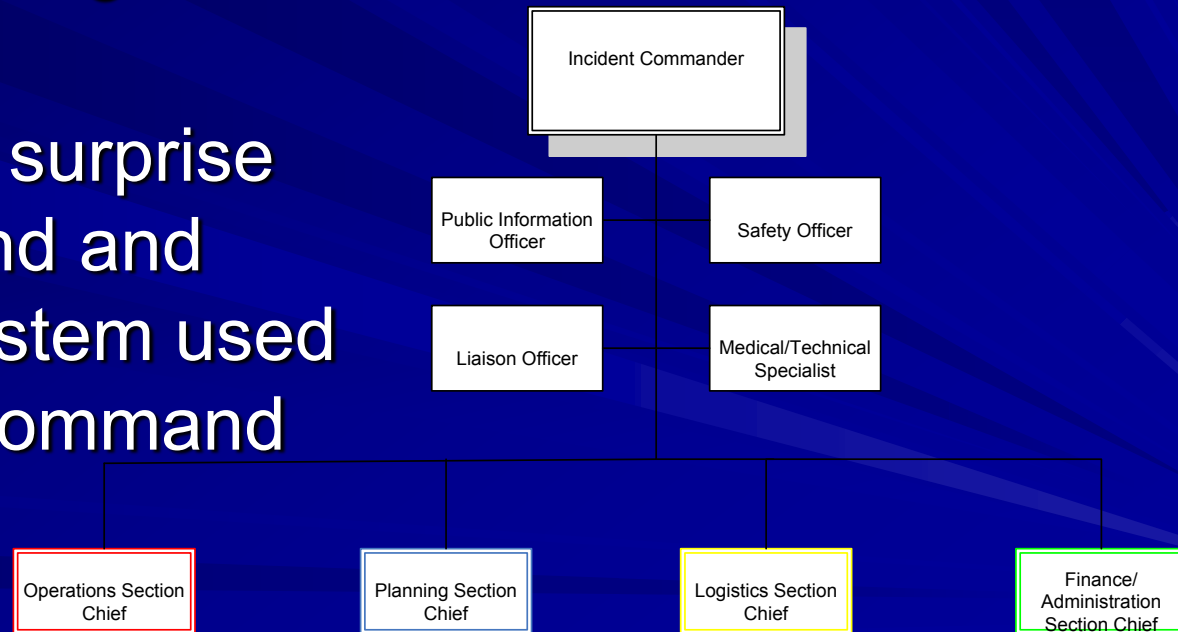 surprise
nd and
stem used
ommand
Incident Commander
Public Information
Officer
Safety Officer
Liaison Officer
Medical/Technical
Specialist
Operations Section
Chief
Planning Section
Chief
Logistics Section
Chief
Finance/
Administration
Section Chief